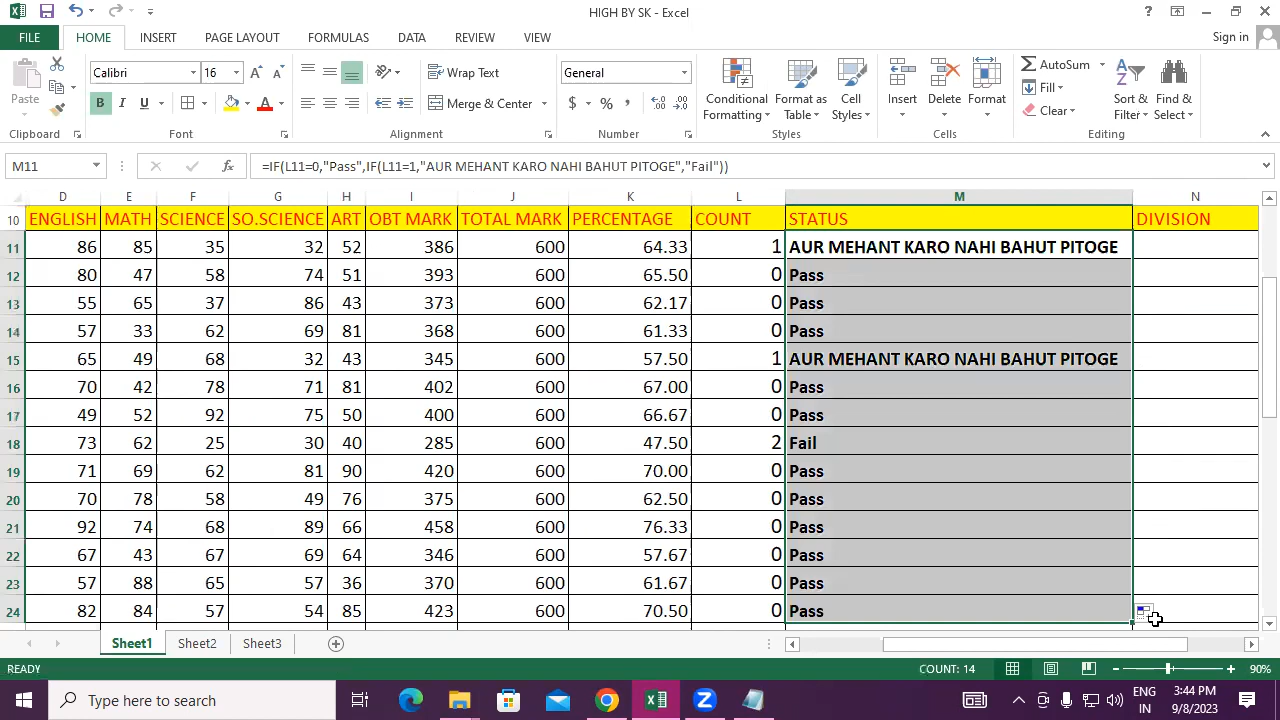 HIGH BY SK - Excel
FILE HOME INSERT PAGE LAYOUT FORMULAS DATA REVIEW VIEW Sign in
Paste Calibri 16 Wrap Text General Conditional Formatting Format as Table Cell Styles Insert Delete Format AutoSum Sort & Filter Find & Select
B I U A Merge & Center $ % , Fill Clear
Clipboard Font Alignment Number Styles Cells Editing
M11 fx =IF(L11=0,"Pass",IF(L11=1,"AUR MEHANT KARO NAHI BAHUT PITOGE","Fail"))
D E F G H I J K L M N
10 ENGLISH MATH SCIENCE SO.SCIENCE ART OBT MARK TOTAL MARK PERCENTAGE COUNT STATUS DIVISION
11 86 85 35 32 52 386 600 64.33 1 AUR MEHANT KARO NAHI BAHUT PITOGE
12 80 47 58 74 51 393 600 65.50 0 Pass
13 55 65 37 86 43 373 600 62.17 0 Pass
14 57 33 62 69 81 368 600 61.33 0 Pass
15 65 49 68 32 43 345 600 57.50 1 AUR MEHANT KARO NAHI BAHUT PITOGE
16 70 42 78 71 81 402 600 67.00 0 Pass
17 49 52 92 75 50 400 600 66.67 0 Pass
18 73 62 25 30 40 285 600 47.50 2 Fail
19 71 69 62 81 90 420 600 70.00 0 Pass
20 70 78 58 49 76 375 600 62.50 0 Pass
21 92 74 68 89 66 458 600 76.33 0 Pass
22 67 43 67 69 64 346 600 57.67 0 Pass
23 57 88 65 57 36 370 600 61.67 0 Pass
24 82 84 57 54 85 423 600 70.50 0 Pass
Sheet1 Sheet2 Sheet3
READY COUNT: 14 90%
Type here to search ENG IN 3:44 PM 9/8/2023